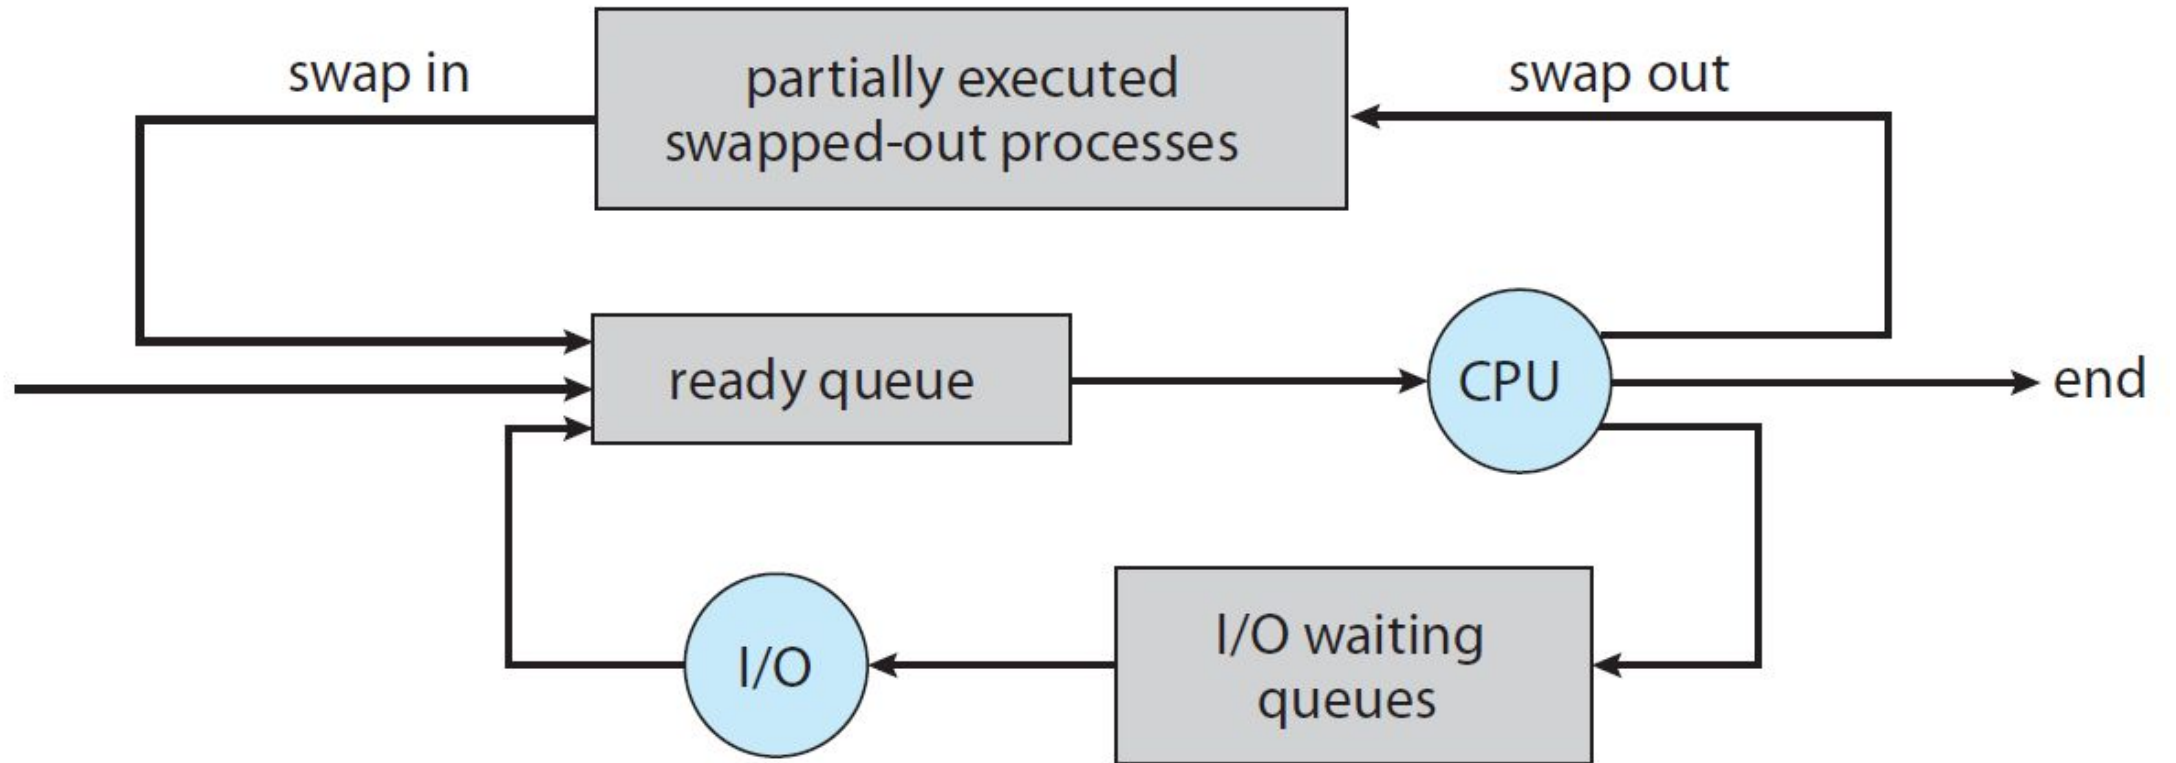 swap in
partially executed
swapped-out processes
swap out
ready queue
CPU
end
I/O
I/O waiting
queues